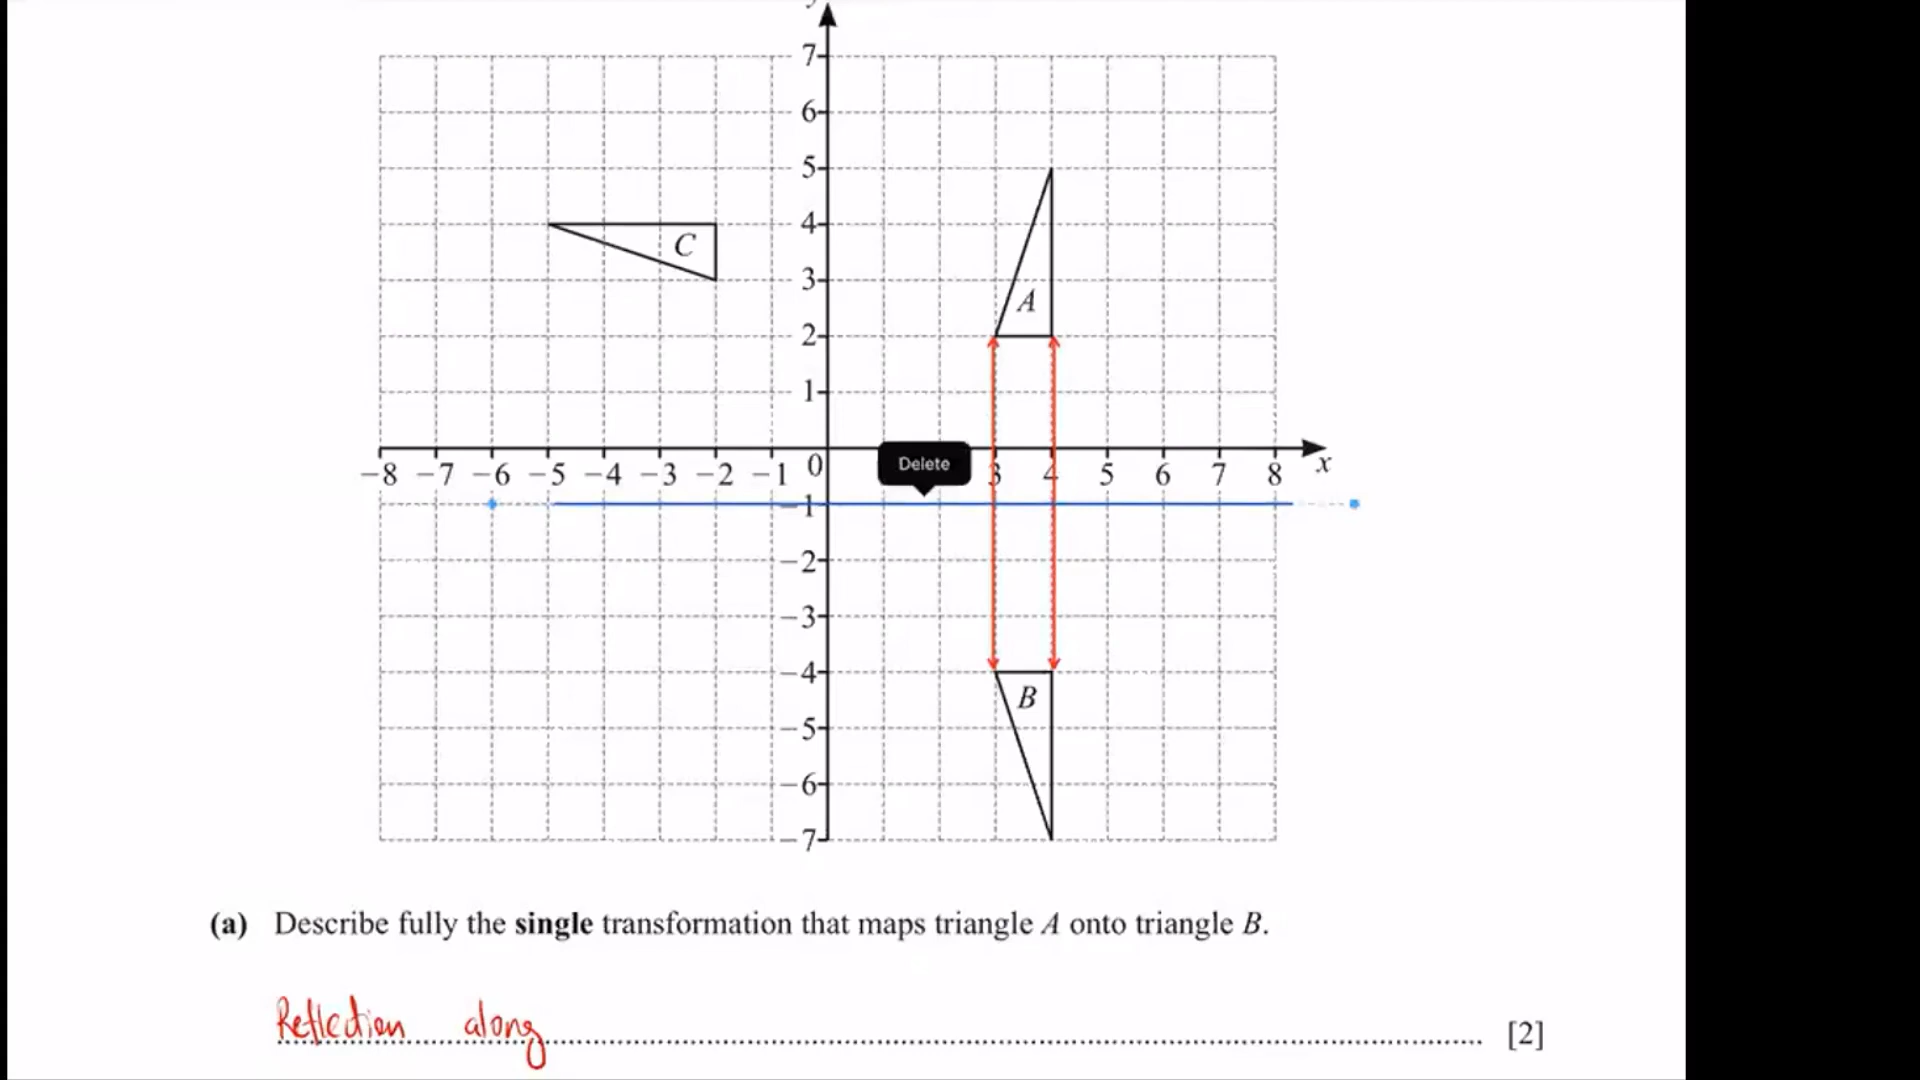 y
7
6
5
4
3
2
1
C
A
−8 −7 −6 −5 −4 −3 −2 −1 0 Delete 3 4 5 6 7 8 x
−1
−2
−3
−4
−5
−6
−7
B
(a) Describe fully the single transformation that maps triangle A onto triangle B.
Reflection along
[2]